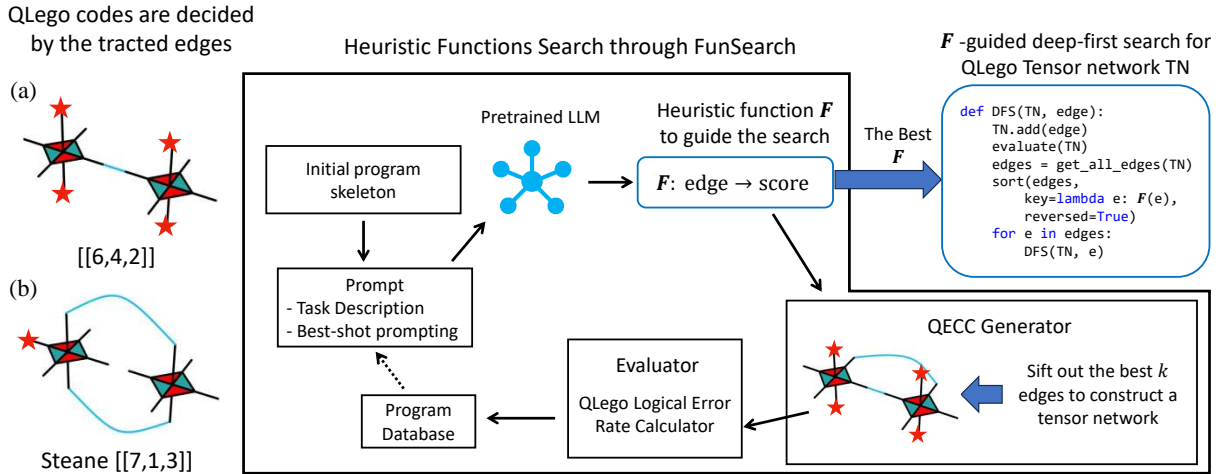 QLego codes are decided
by the tracted edges
(a)
[[6,4,2]]
(b)
Steane [[7,1,3]]
Heuristic Functions Search through FunSearch
Initial program
skeleton
Pretrained LLM
Heuristic function F
to guide the search
F: edge → score
Prompt
- Task Description
- Best-shot prompting
Program
Database
Evaluator
QLego Logical Error
Rate Calculator
QECC Generator
Sift out the best k
edges to construct a
tensor network
The Best
F
F -guided deep-first search for
QLego Tensor network TN
def DFS(TN, edge):
TN.add(edge)
evaluate(TN)
edges = get_all_edges(TN)
sort(edges,
key=lambda e: F(e),
reversed=True)
for e in edges:
DFS(TN, e)